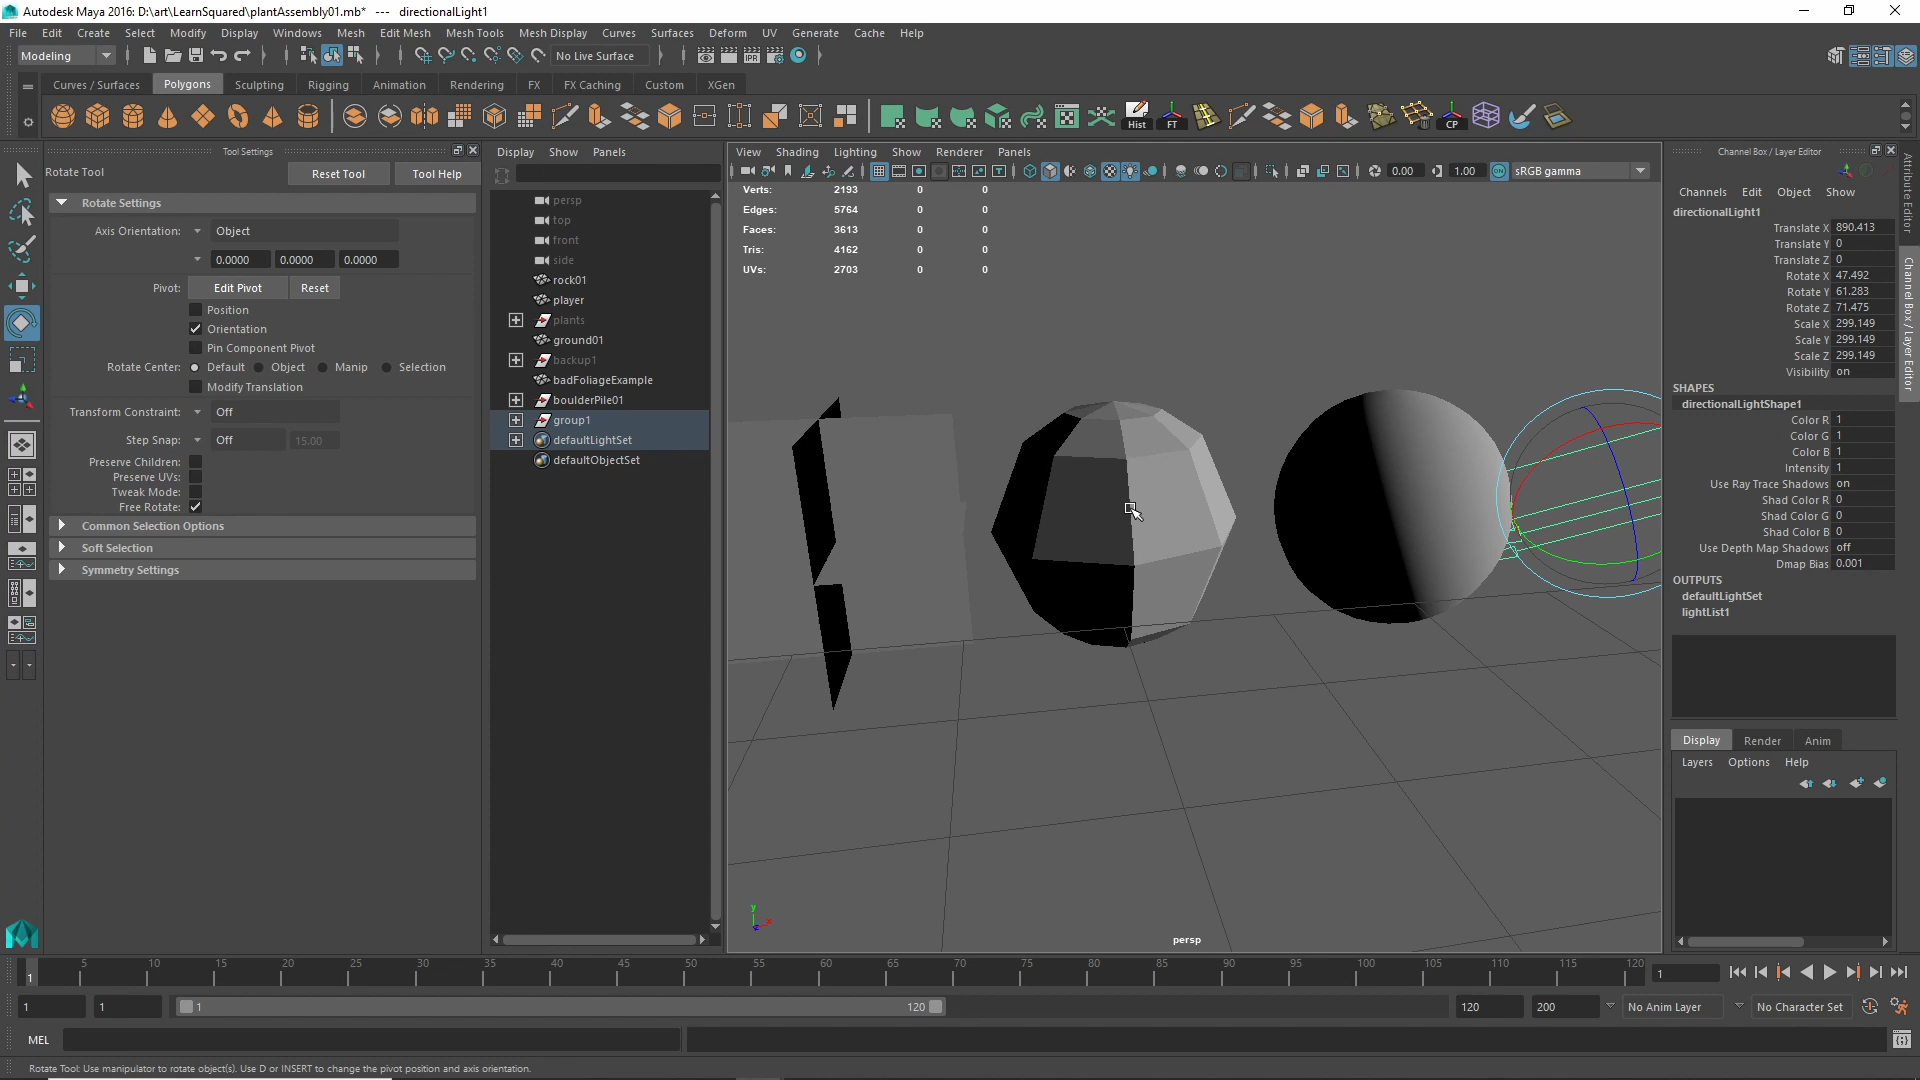 Autodesk Maya 2016: D:\art\LearnSquared\plantAssembly01.mb* --- directionalLight1
File Edit Create Select Modify Display Windows Mesh Edit Mesh Mesh Tools Mesh Display Curves Surfaces Deform UV Generate Cache Help
Modeling No Live Surface
Curves / Surfaces Polygons Sculpting Rigging Animation Rendering FX FX Caching Custom XGen
Hist FT CP
Tool Settings
Rotate Tool Reset Tool Tool Help
Rotate Settings
Axis Orientation: Object
0.0000 0.0000 0.0000
Pivot: Edit Pivot Reset
Position
Orientation
Pin Component Pivot
Rotate Center: Default Object Manip Selection
Modify Translation
Transform Constraint: Off
Step Snap: Off 15.00
Preserve Children:
Preserve UVs:
Tweak Mode:
Free Rotate:
Common Selection Options
Soft Selection
Symmetry Settings
Display Show Panels
persp
top
front
side
rock01
player
plants
ground01
backup1
badFoliageExample
boulderPile01
group1
defaultLightSet
defaultObjectSet
View Shading Lighting Show Renderer Panels
0.00 1.00 ON sRGB gamma
Verts: 2193 0 0
Edges: 5764 0 0
Faces: 3613 0 0
Tris: 4162 0 0
UVs: 2703 0 0
y
x
persp
Channel Box / Layer Editor
Channels Edit Object Show
directionalLight1
Translate X 890.413
Translate Y 0
Translate Z 0
Rotate X 47.492
Rotate Y 61.283
Rotate Z 71.475
Scale X 299.149
Scale Y 299.149
Scale Z 299.149
Visibility on
SHAPES
directionalLightShape1
Color R 1
Color G 1
Color B 1
Intensity 1
Use Ray Trace Shadows on
Shad Color R 0
Shad Color G 0
Shad Color B 0
Use Depth Map Shadows off
Dmap Bias 0.001
OUTPUTS
defaultLightSet
lightList1
Display Render Anim
Layers Options Help
Attribute Editor
Channel Box / Layer Editor
1 5 10 15 20 25 30 35 40 45 50 55 60 65 70 75 80 85 90 95 100 105 110 115 120 1
1 1 1 120 120 200 No Anim Layer No Character Set
MEL
Rotate Tool: Use manipulator to rotate object(s). Use D or INSERT to change the pivot position and axis orientation.